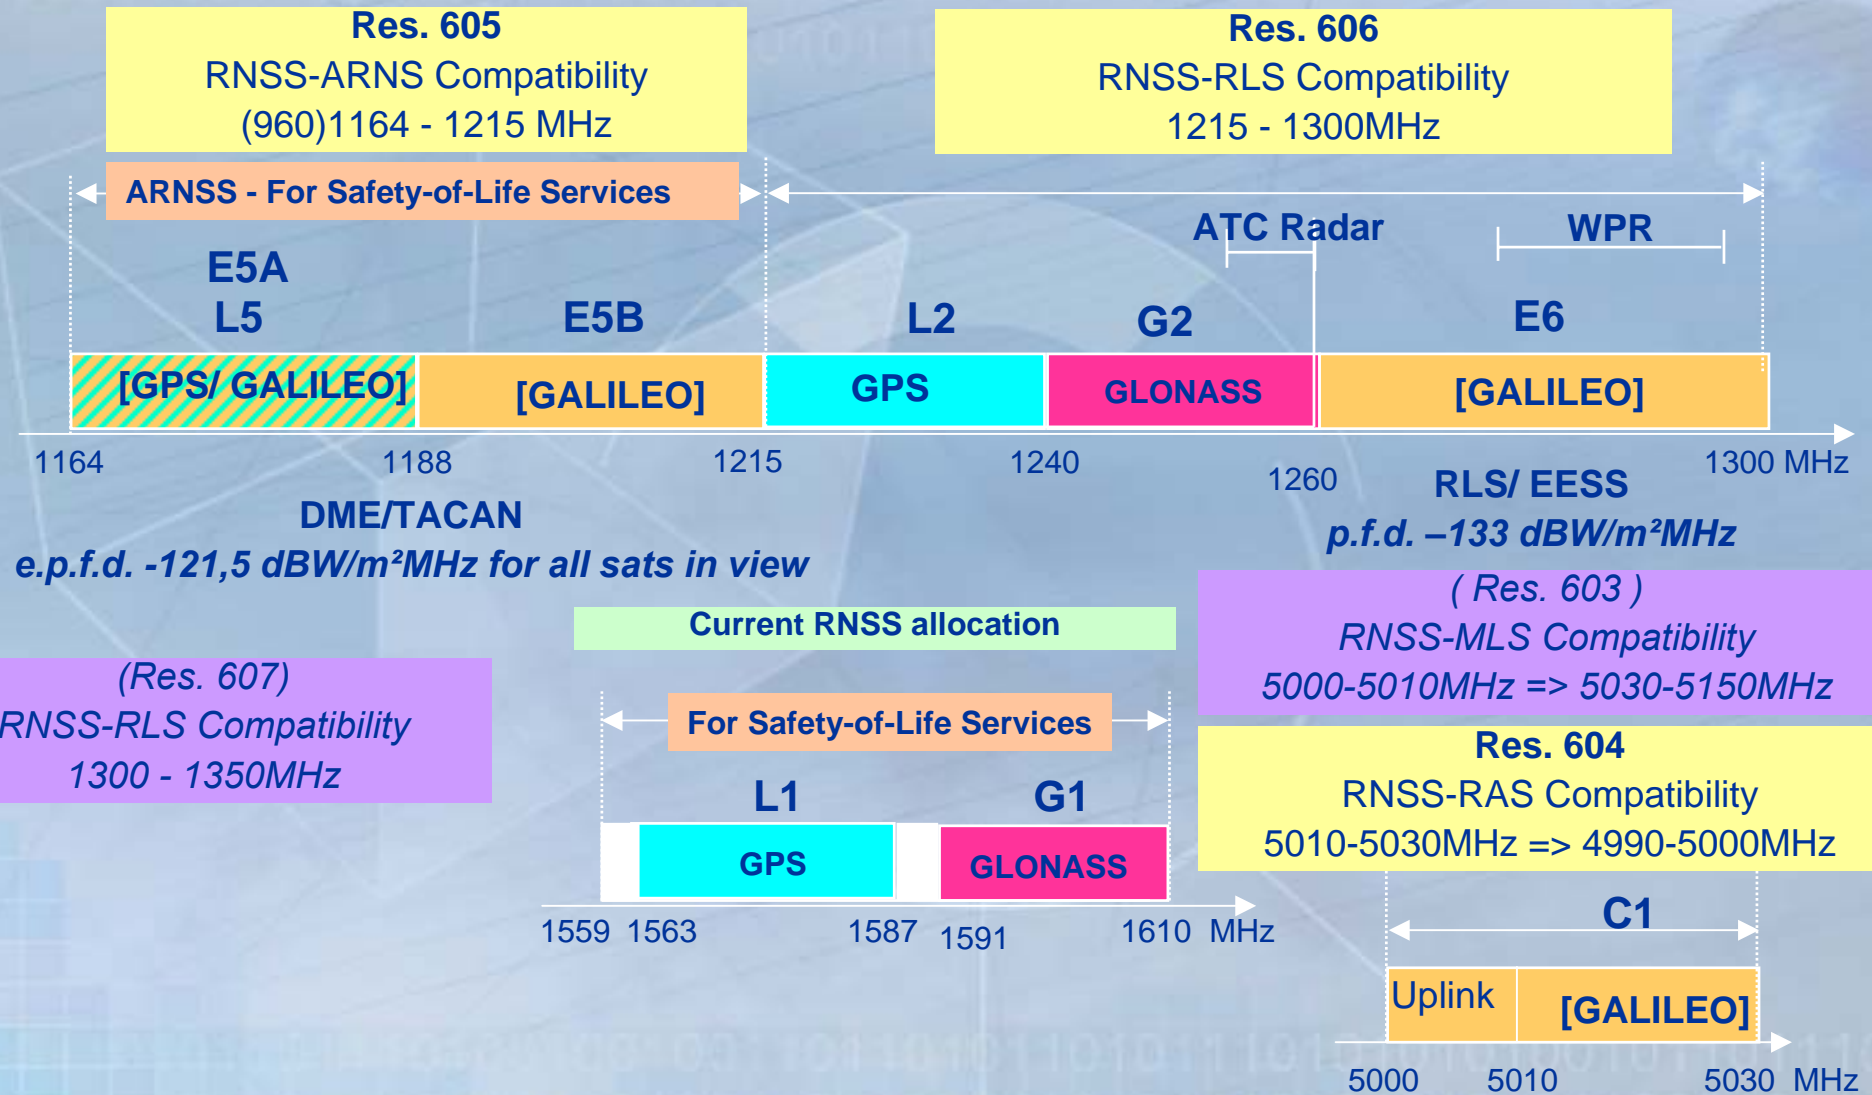 Res. 605
RNSS-ARNS Compatibility
(960)1164 - 1215 MHz
Res. 606
RNSS-RLS Compatibility
1215 - 1300MHz
ARNSS - For Safety-of-Life Services
ATC Radar
WPR
E5A
L5
E5B
L2
G2
E6
[GPS/ GALILEO]
[GALILEO]
GPS
GLONASS
[GALILEO]
1164
1188
1215
1240
1260
1300 MHz
DME/TACAN
e.p.f.d. -121,5 dBW/m²MHz for all sats in view
RLS/ EESS
p.f.d. –133 dBW/m²MHz
(Res. 607)
RNSS-RLS Compatibility
1300 - 1350MHz
Current RNSS allocation
For Safety-of-Life Services
L1
G1
GPS
GLONASS
1559 1563 1587 1591 1610 MHz
( Res. 603 )
RNSS-MLS Compatibility
5000-5010MHz => 5030-5150MHz
Res. 604
RNSS-RAS Compatibility
5010-5030MHz => 4990-5000MHz
C1
Uplink
[GALILEO]
5000 5010 5030 MHz